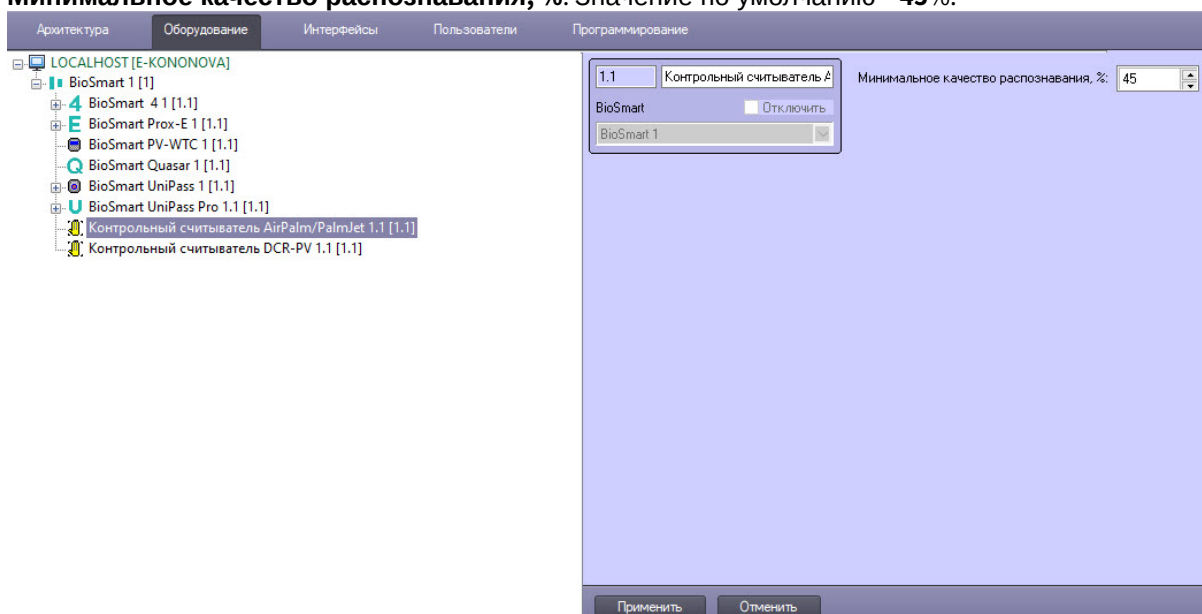 Минимальное качество распознавания, %. Значение по умолчанию - 45%.
Архитектура Оборудование Интерфейсы Пользователи Программирование
LOCALHOST [E-KONONOVA]
BioSmart 1 [1]
4 BioSmart 4 1 [1.1]
E BioSmart Prox-E 1 [1.1]
BioSmart PV-WTC 1 [1.1]
BioSmart Quasar 1 [1.1]
BioSmart UniPass 1 [1.1]
U BioSmart UniPass Pro 1.1 [1.1]
Контрольный считыватель AirPalm/PalmJet 1.1 [1.1]
Контрольный считыватель DCR-PV 1.1 [1.1]
1.1 Контрольный считыватель A
BioSmart Отключить
BioSmart 1
Минимальное качество распознавания, %: 45
Применить Отменить